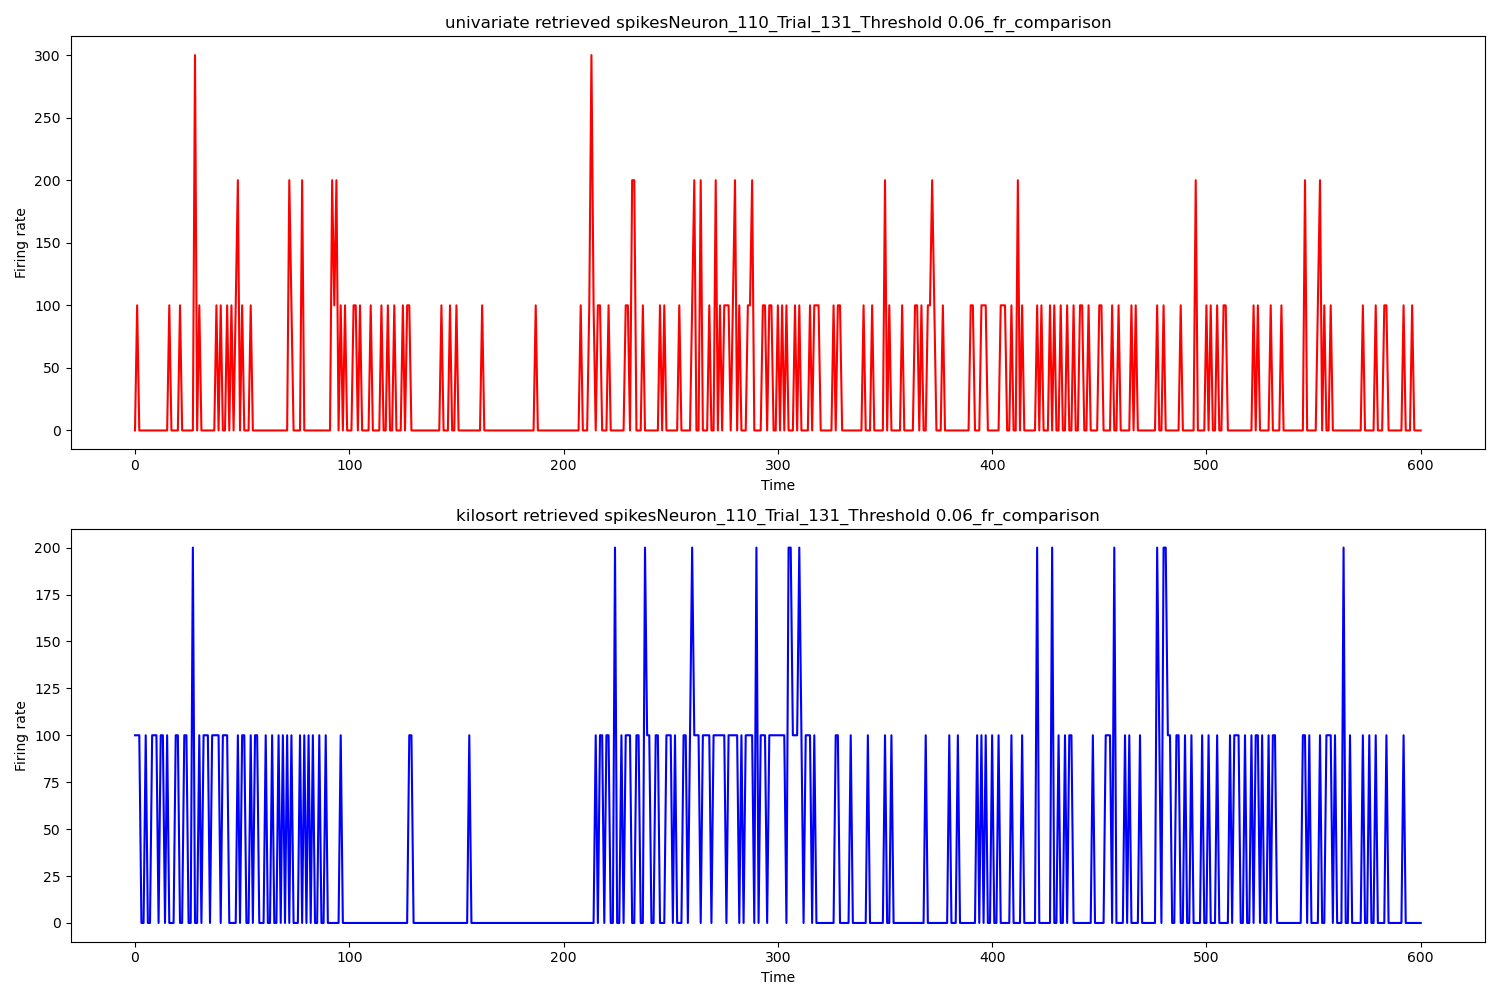 univariate retrieved spikesNeuron_110_Trial_131_Threshold 0.06_fr_comparison
300
250
200
150
100
50
0
Firing rate
0 100 200 300 400 500 600
Time
kilosort retrieved spikesNeuron_110_Trial_131_Threshold 0.06_fr_comparison
200
175
150
125
100
75
50
25
0
Firing rate
0 100 200 300 400 500 600
Time